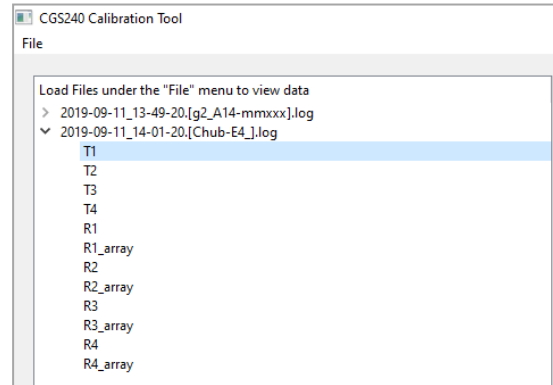 CGS240 Calibration Tool
File
Load Files under the "File" menu to view data
2019-09-11_13-49-20.[g2_A14-mmxxx].log
2019-09-11_14-01-20.[Chub-E4_].log
T1
T2
T3
T4
R1
R1_array
R2
R2_array
R3
R3_array
R4
R4_array